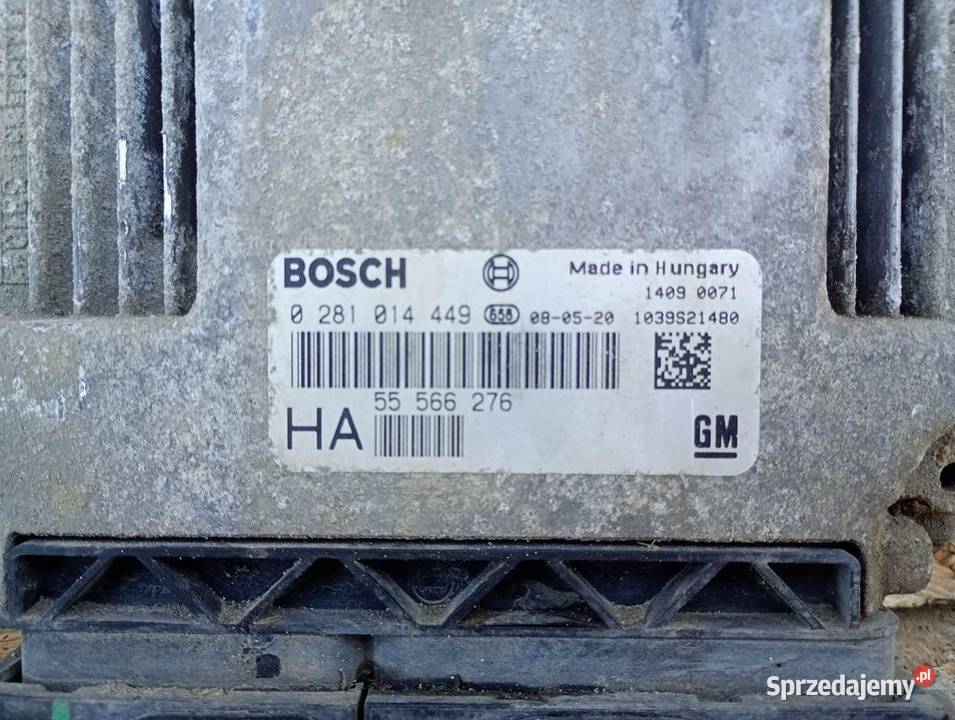 BOSCH Made in Hungary
1409 0071
0 281 014 449 658 08-05-20 1039S21480
55 566 276
HA GM
Sprzedajemy.pl